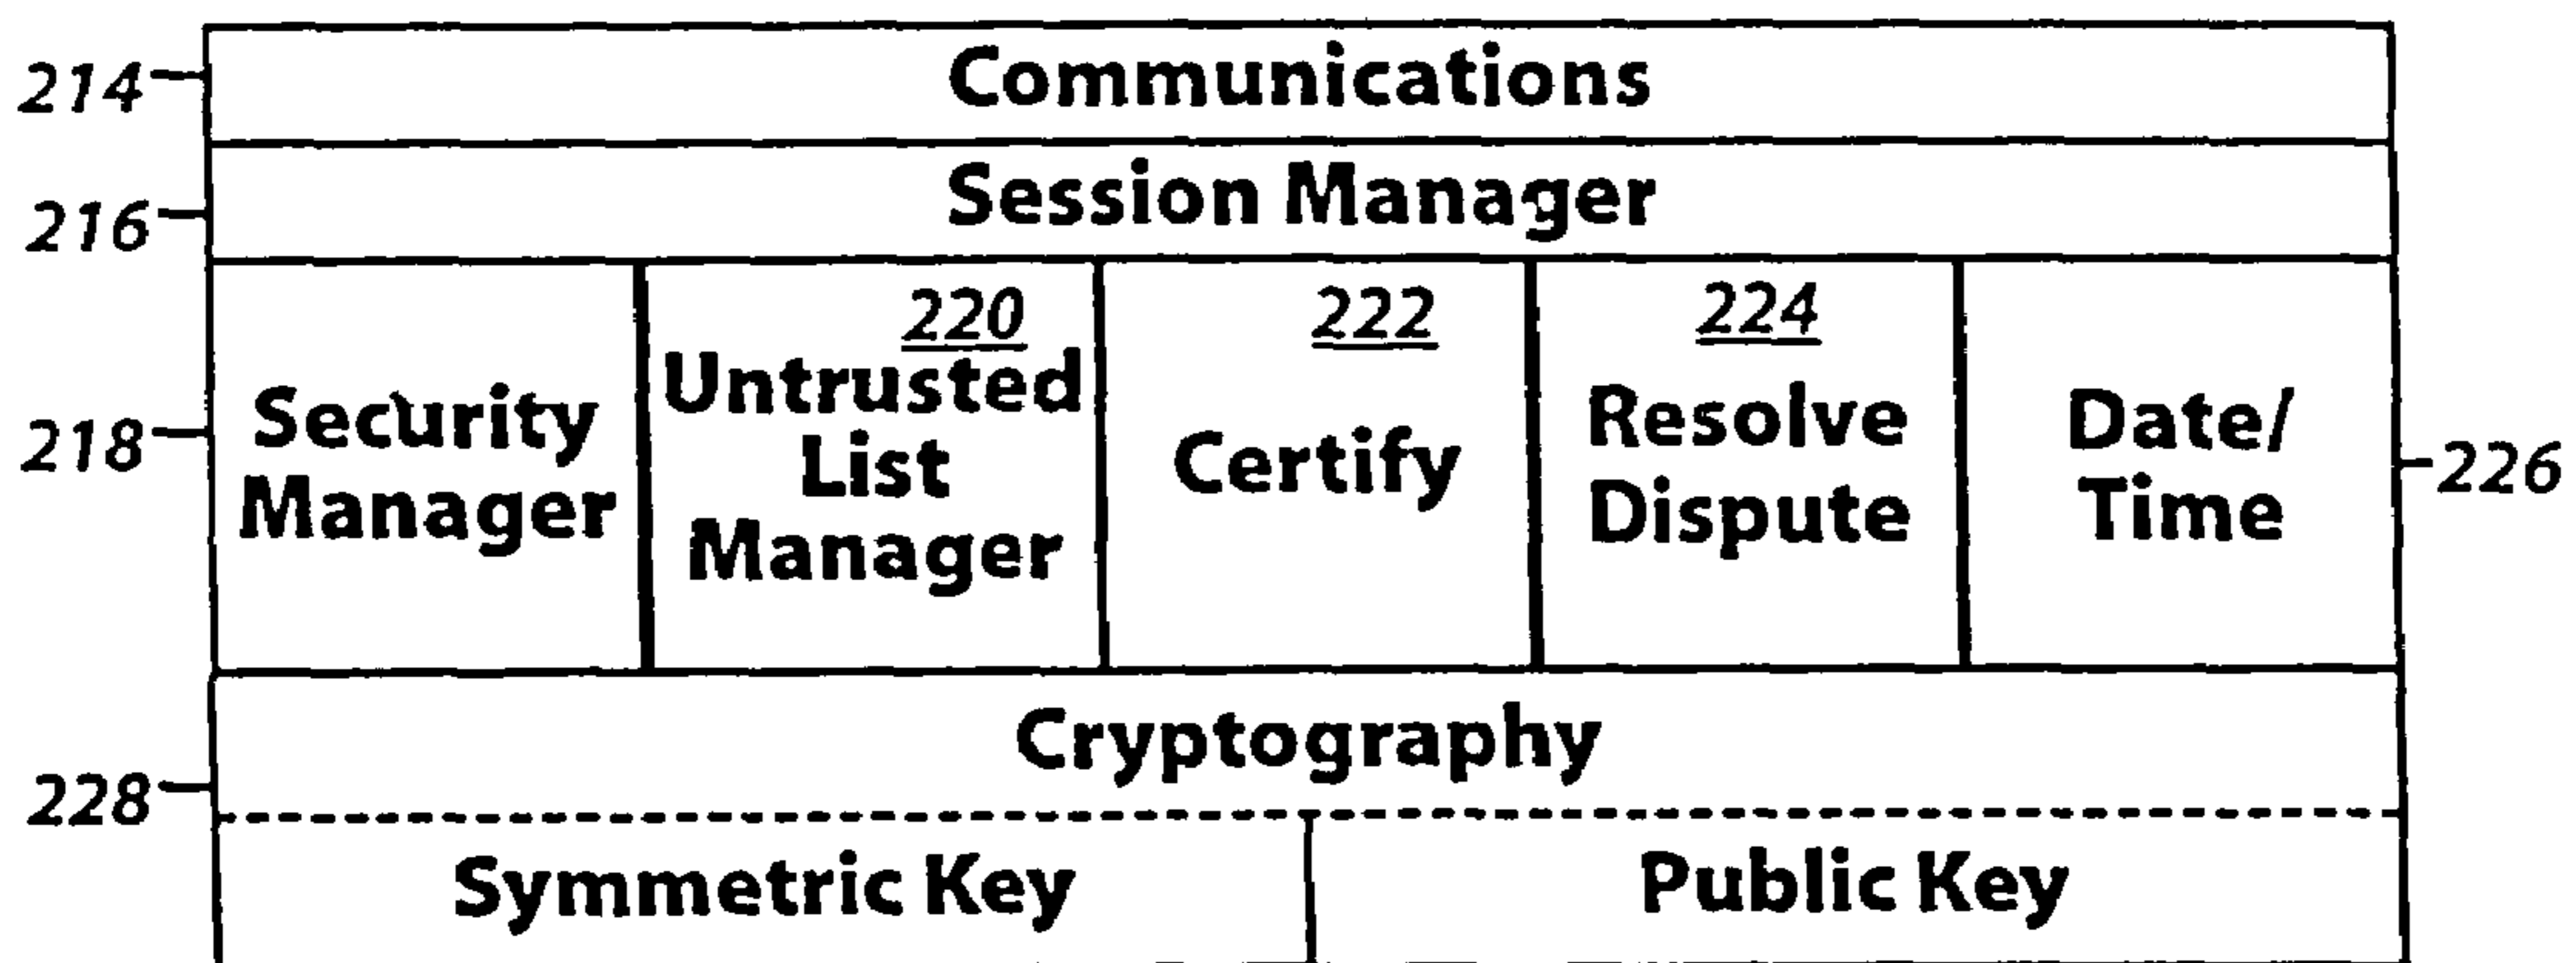 214
Communications
216
Session Manager
218
Security
Manager
220
Untrusted
List
Manager
222
Certify
224
Resolve
Dispute
Date/
Time
226
228
Cryptography
Symmetric Key
Public Key